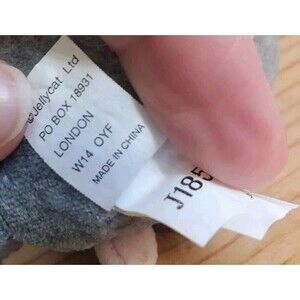 ©Jellycat Ltd
PO BOX 18931
LONDON
W14 0YF
MADE IN CHINA
J185